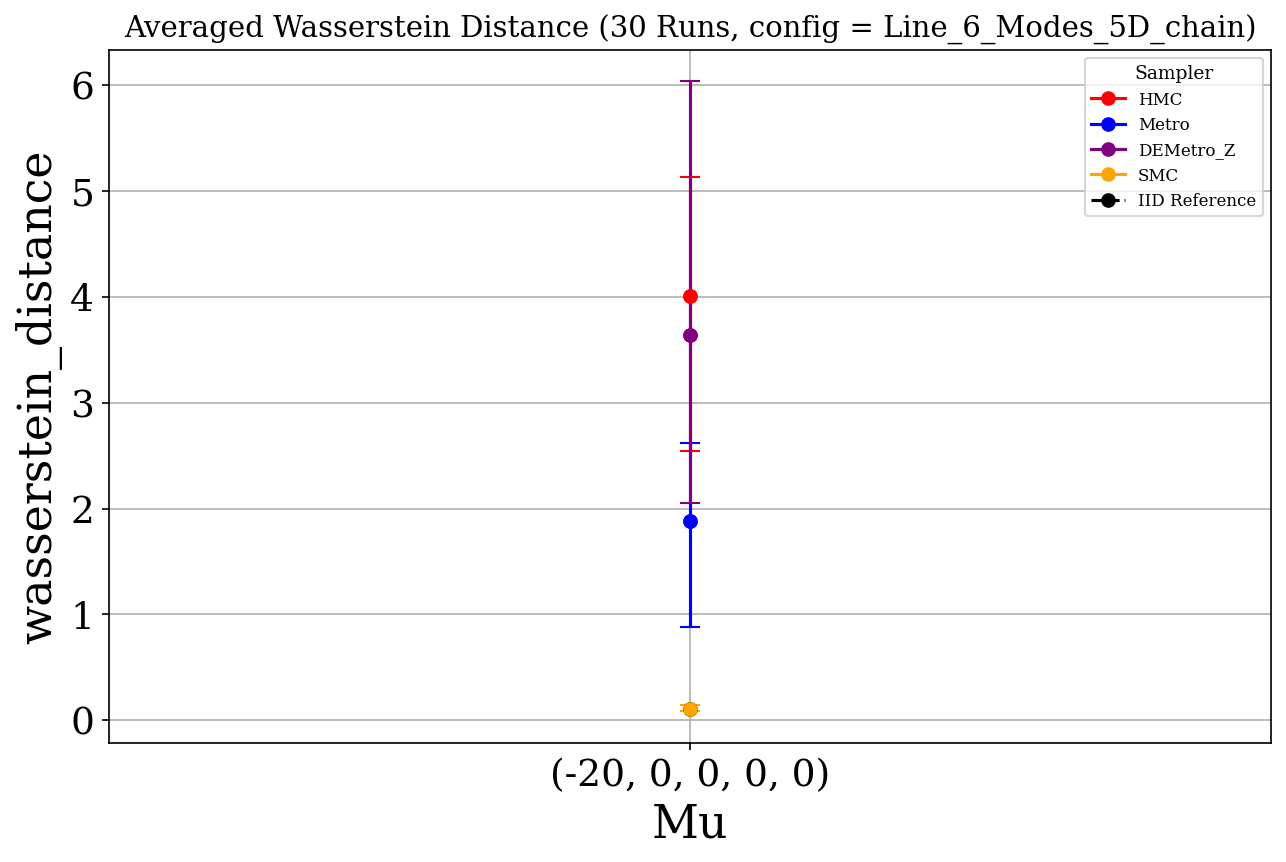 Averaged Wasserstein Distance (30 Runs, config = Line_6_Modes_5D_chain)
wasserstein_distance
6
5
4
3
2
1
0
Sampler
HMC
Metro
DEMetro_Z
SMC
IID Reference
(-20, 0, 0, 0, 0)
Mu